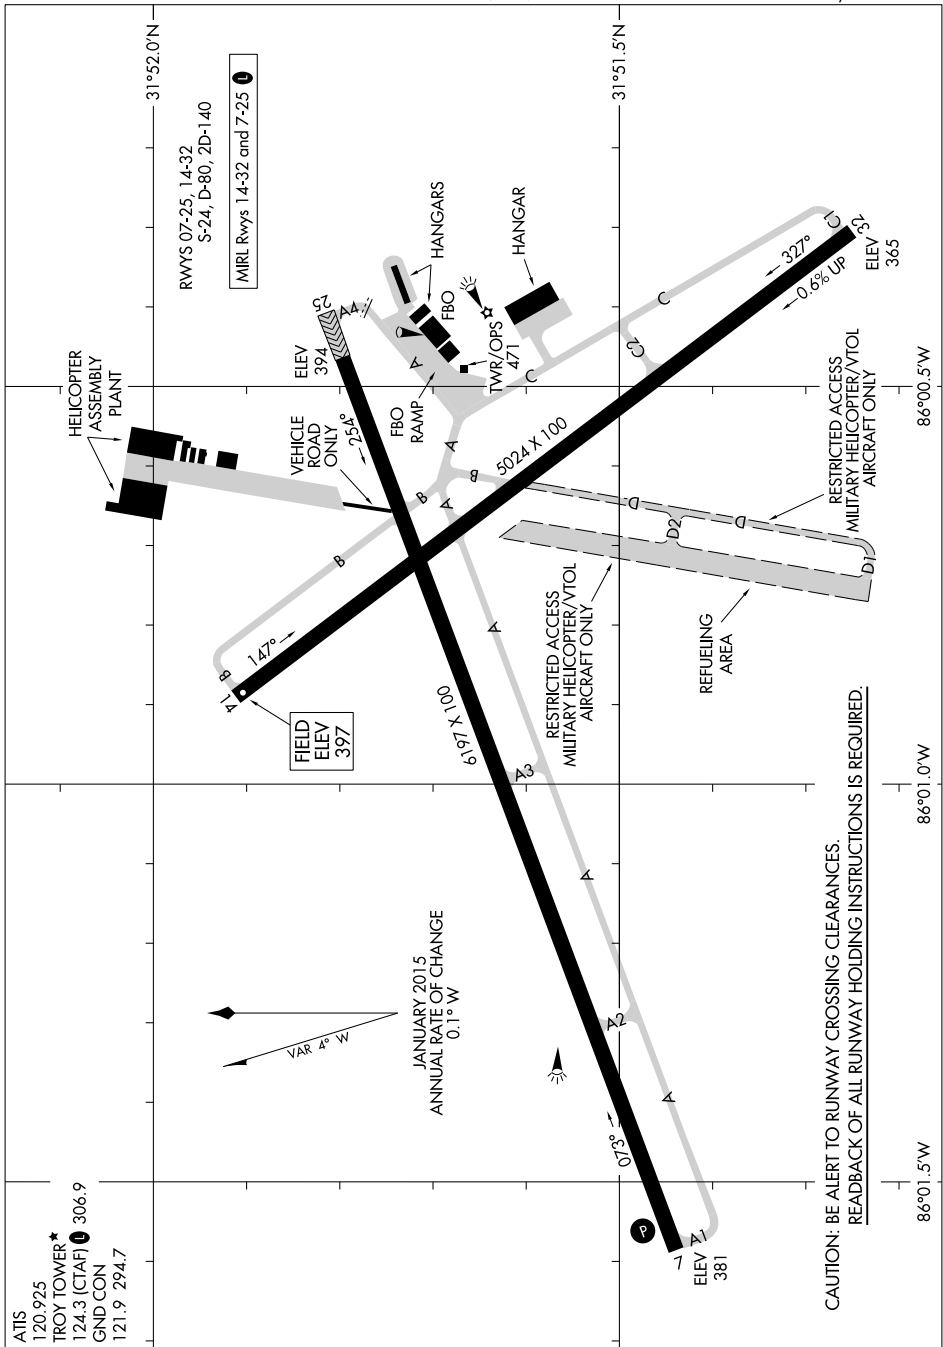 ATIS
120.925
TROY TOWER★
124.3 (CTAF) L 306.9
GND CON
121.9 294.7
JANUARY 2015
ANNUAL RATE OF CHANGE
0.1° W
VAR 4° W
HELICOPTER
ASSEMBLY
PLANT
RWYS 07-25, 14-32
S-24, D-80, 2D-140
MIRL Rwys 14-32 and 7-25 L
31°52.0'N
31°51.5'N
FIELD
ELEV
397
14
147°
B
B
B
B
VEHICLE
ROAD
ONLY
ELEV
394
25
254°
A4
A
FBO
RAMP
FBO
HANGARS
TWR/OPS
471
HANGAR
A
A
A
A
A
A3
A2
A1
6197 X 100
5024 X 100
C
C
C2
C1
32
ELEV
365
327°
0.6% UP
D
D
D2
D1
RESTRICTED ACCESS
MILITARY HELICOPTER/VTOL
AIRCRAFT ONLY
RESTRICTED ACCESS
MILITARY HELICOPTER/VTOL
AIRCRAFT ONLY
REFUELING
AREA
073°
P
7
ELEV
381
86°01.5'W
86°01.0'W
86°00.5'W
CAUTION: BE ALERT TO RUNWAY CROSSING CLEARANCES.
READBACK OF ALL RUNWAY HOLDING INSTRUCTIONS IS REQUIRED.